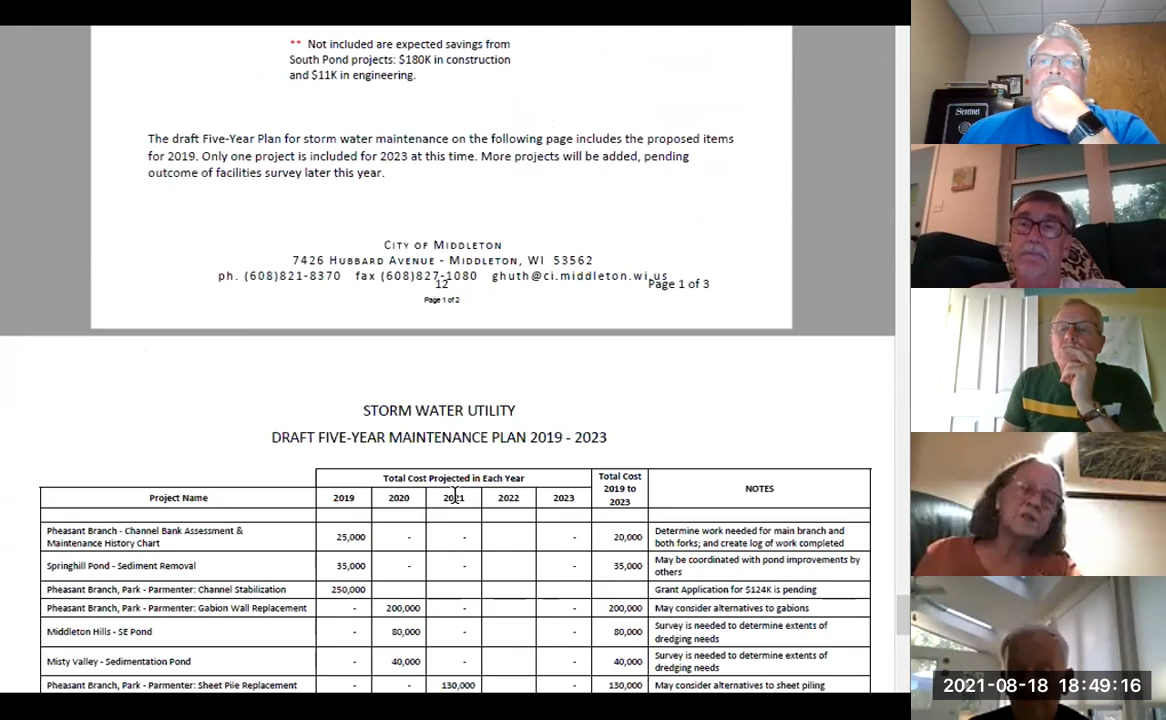 ** Not included are expected savings from
South Pond projects: $180K in construction
and $11K in engineering.
The draft Five-Year Plan for storm water maintenance on the following page includes the proposed items
for 2019. Only one project is included for 2023 at this time. More projects will be added, pending
outcome of facilities survey later this year.
CITY OF MIDDLETON
7426 HUBBARD AVENUE - MIDDLETON, WI 53562
ph. (608)821-8370 fax (608)827-1080 ghuth@ci.middleton.wi.us
12
Page 1 of 3
Page 1 of 2
STORM WATER UTILITY
DRAFT FIVE-YEAR MAINTENANCE PLAN 2019 - 2023
Project Name
Total Cost Projected in Each Year
2019 2020 2021 2022 2023
Total Cost
2019 to
2023
NOTES
Pheasant Branch - Channel Bank Assessment &
Maintenance History Chart
25,000 - - - 20,000
Determine work needed for main branch and
both forks; and create log of work completed
Springhill Pond - Sediment Removal
35,000 - - - 35,000
May be coordinated with pond improvements by
others
Pheasant Branch, Park - Parmenter: Channel Stabilization 250,000 Grant Application for $124K is pending
Pheasant Branch, Park - Parmenter: Gabion Wall Replacement - 200,000 - - 200,000 May consider alternatives to gabions
Middleton Hills - SE Pond
- 80,000 - - 80,000
Survey is needed to determine extents of
dredging needs
Misty Valley - Sedimentation Pond
- 40,000 - - 40,000
Survey is needed to determine extents of
dredging needs
Pheasant Branch, Park - Parmenter: Sheet Pile Replacement - - 130,000 - 130,000 May consider alternatives to sheet piling
Sentinel
2021-08-18 18:49:16